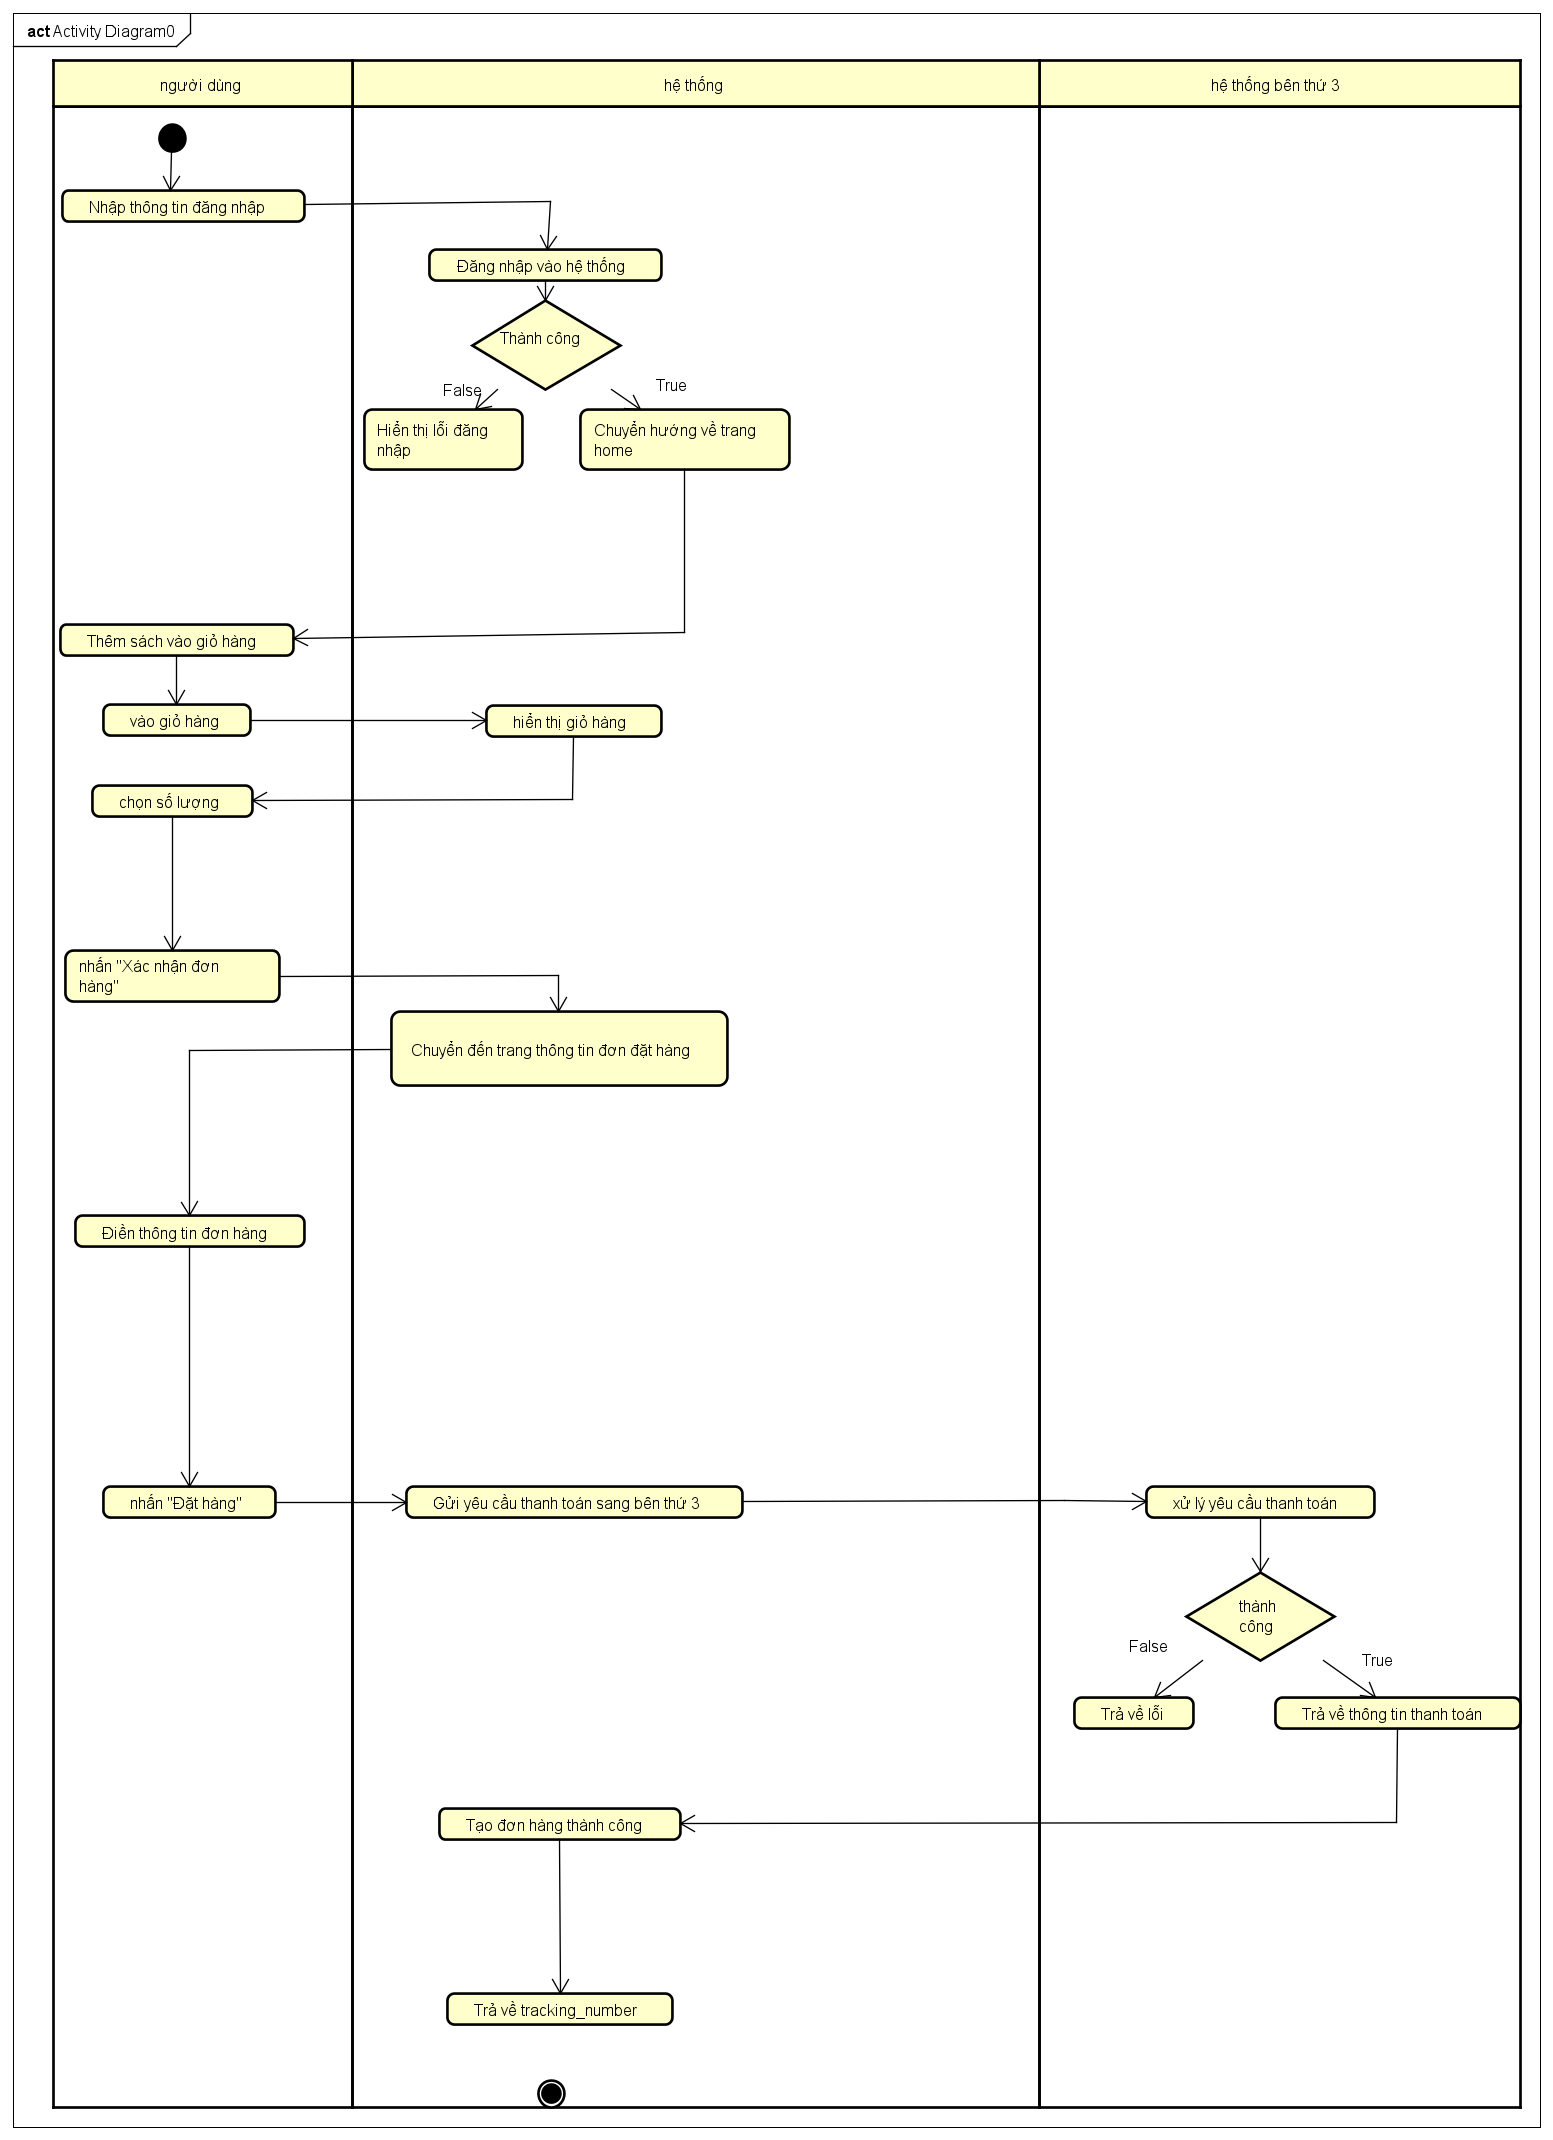 act Activity Diagram0
người dùng
hệ thống
hệ thống bên thứ 3
Nhập thông tin đăng nhập
Đăng nhập vào hệ thống
Thành công
False
True
Hiển thị lỗi đăng
nhập
Chuyển hướng về trang
home
Thêm sách vào giỏ hàng
vào giỏ hàng
hiển thị giỏ hàng
chọn số lượng
nhấn "Xác nhận đơn
hàng"
Chuyển đến trang thông tin đơn đặt hàng
Điền thông tin đơn hàng
nhấn "Đặt hàng"
Gửi yêu cầu thanh toán sang bên thứ 3
xử lý yêu cầu thanh toán
thành
công
False
True
Trả về lỗi
Trả về thông tin thanh toán
Tạo đơn hàng thành công
Trả về tracking_number